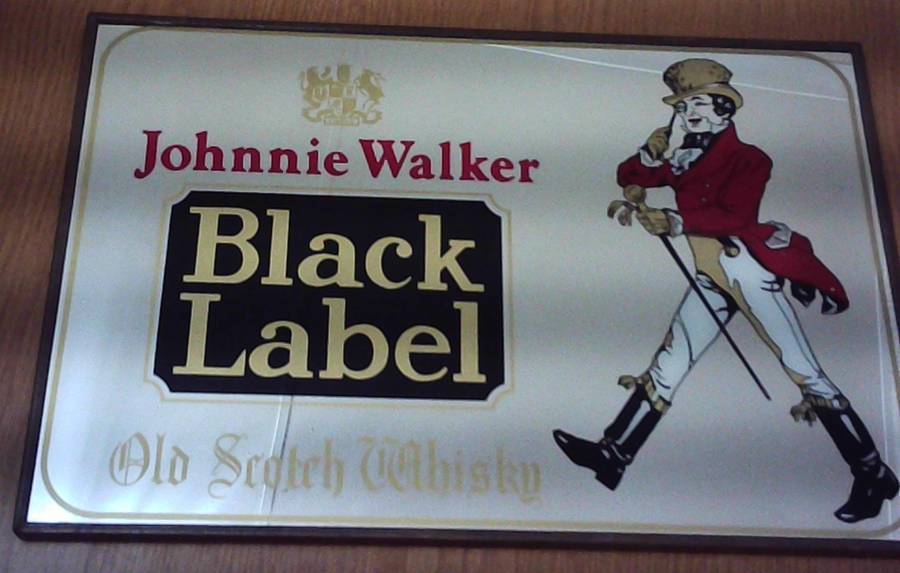 Johnnie Walker
Black
Label
Old Scotch Whisky